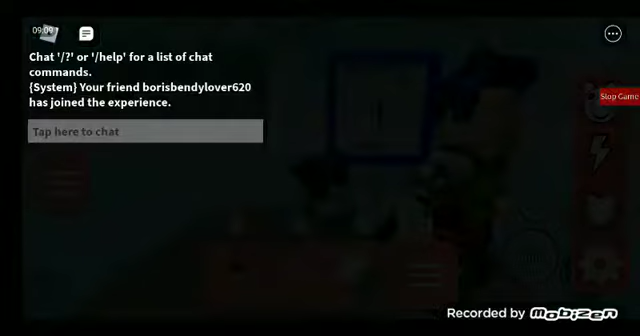 09:09
Chat '/?' or '/help' for a list of chat
commands.
{System} Your friend borisbendylover620
has joined the experience.
Tap here to chat
Stop Game
Recorded by Mobizen